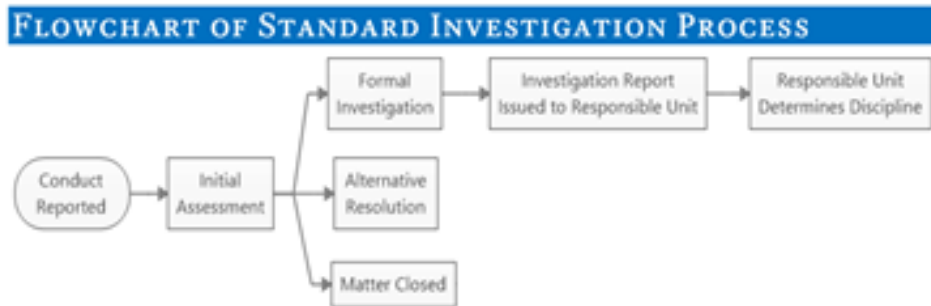 FLOWCHART OF STANDARD INVESTIGATION PROCESS
Conduct
Reported
Initial
Assessment
Formal
Investigation
Investigation Report
Issued to Responsible Unit
Responsible Unit
Determines Discipline
Alternative
Resolution
Matter Closed